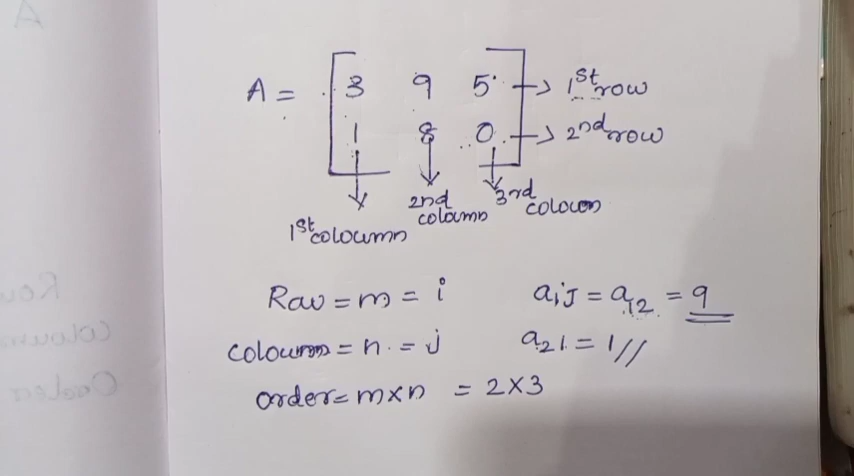 A = 3 9 5 → 1st row
1 8 0 → 2nd row
1st coloumn 2nd coloumn 3rd coloumn
Raw = m = i aij = a12 = 9
coloumn = n = j a21 = 1//
order = m×n = 2×3